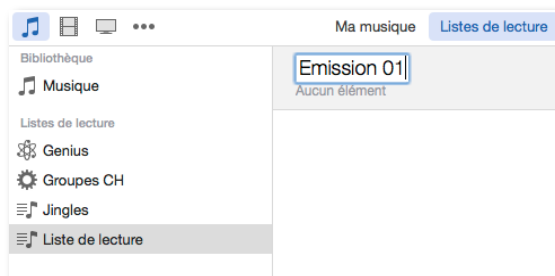 Ma musique Listes de lecture
Bibliothèque
Musique
Listes de lecture
Genius
Groupes CH
Jingles
Liste de lecture
Emission 01
Aucun élément